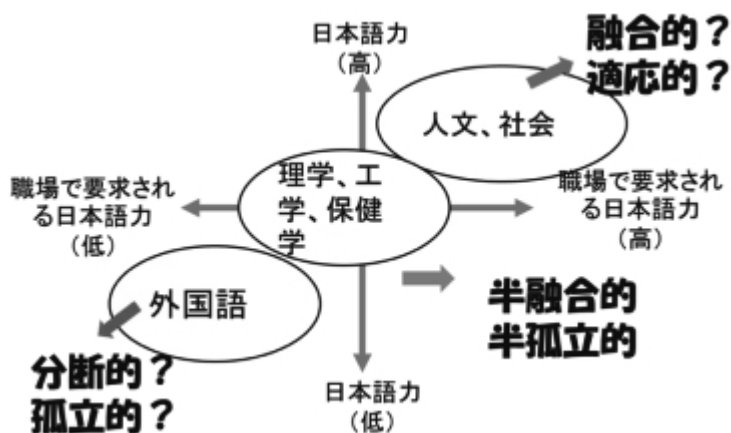 日本語力
（高）
融合的？
適応的？
人文、社会
理学、工
学、保健
学
職場で要求され
る日本語力
（低）
職場で要求され
る日本語力
（高）
外国語
半融合的
半孤立的
分断的？
孤立的？
日本語力
（低）